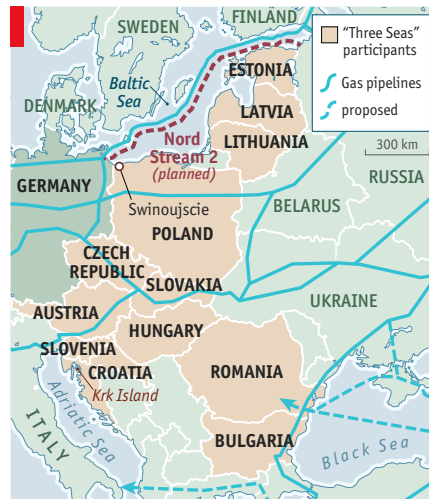 SWEDEN
FINLAND
"Three Seas"
participants
Gas pipelines
proposed
300 km
Baltic
Sea
ESTONIA
DENMARK
LATVIA
LITHUANIA
Nord
Stream 2
(planned)
RUSSIA
GERMANY
Swinoujscie
BELARUS
POLAND
CZECH
REPUBLIC
SLOVAKIA
UKRAINE
AUSTRIA
HUNGARY
SLOVENIA
CROATIA
ROMANIA
Krk Island
Adriatic Sea
ITALY
BULGARIA
Black Sea